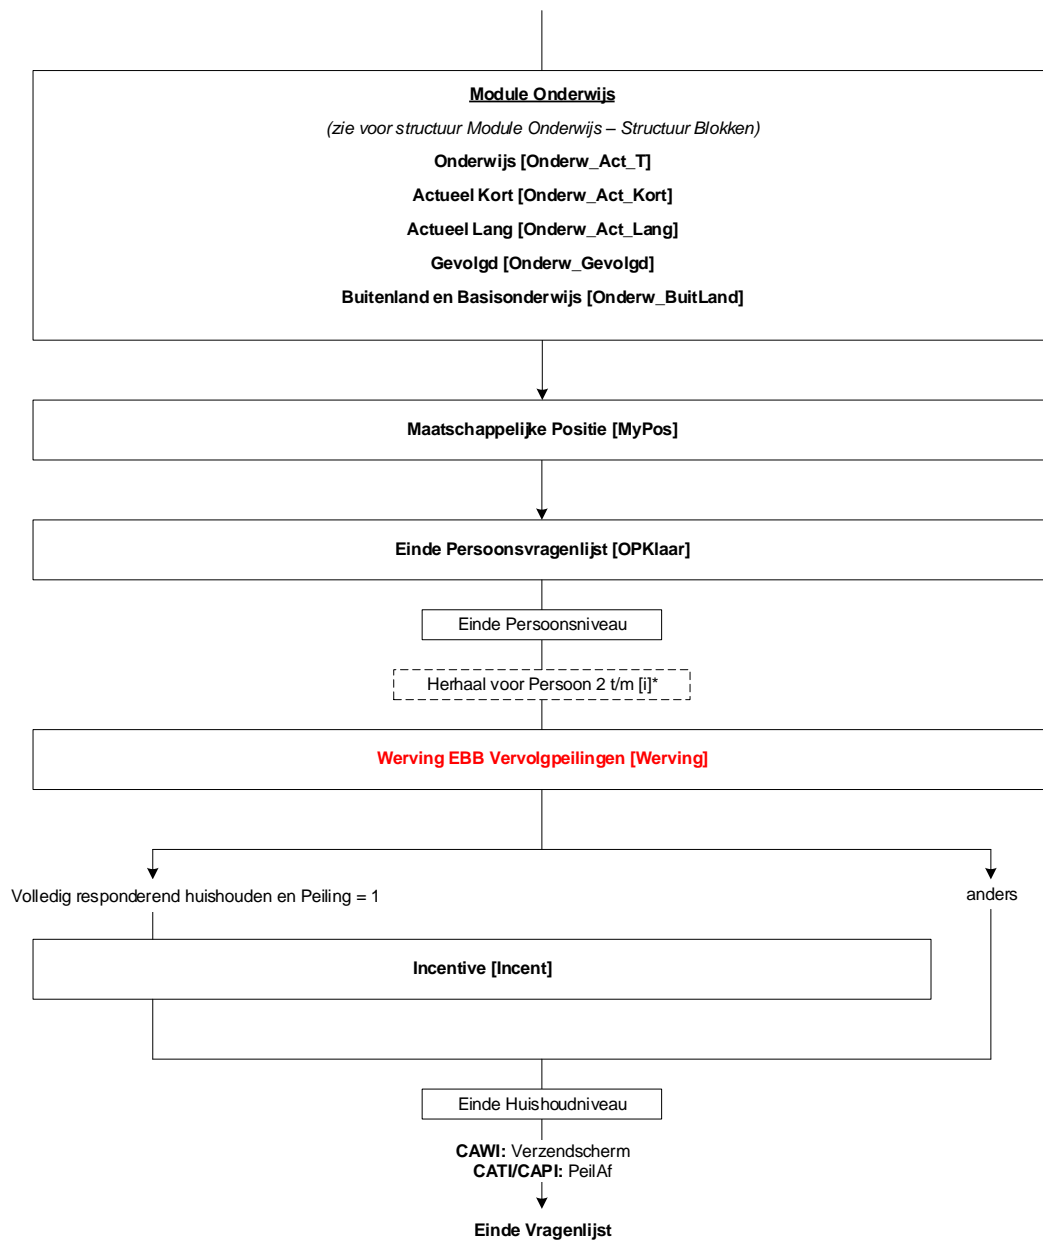 Module Onderwijs
(zie voor structuur Module Onderwijs – Structuur Blokken)
Onderwijs [Onderw_Act_T]
Actueel Kort [Onderw_Act_Kort]
Actueel Lang [Onderw_Act_Lang]
Gevolgd [Onderw_Gevolgd]
Buitenland en Basisonderwijs [Onderw_BuitLand]
Maatschappelijke Positie [MyPos]
Einde Persoonsvragenlijst [OPKlaar]
Einde Persoonsniveau
Herhaal voor Persoon 2 t/m [i]*
Werving EBB Vervolgpeilingen [Werving]
Volledig responderend huishouden en Peiling = 1
anders
Incentive [Incent]
Einde Huishoudniveau
CAWI: Verzendscherm
CATI/CAPI: PeilAf
Einde Vragenlijst